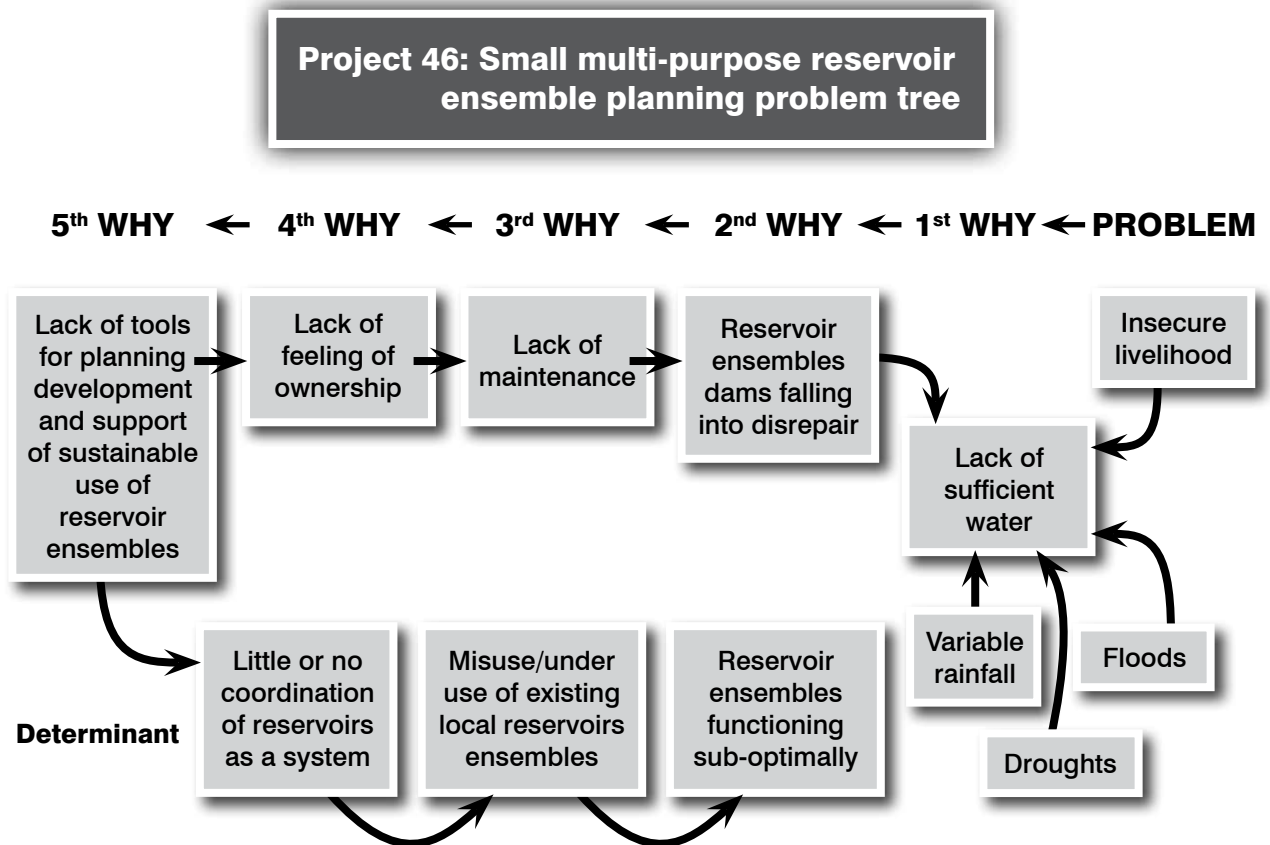 Project 46: Small multi-purpose reservoir
ensemble planning problem tree
5th WHY ← 4th WHY ← 3rd WHY ← 2nd WHY ← 1st WHY ← PROBLEM
Lack of tools
for planning
development
and support
of sustainable
use of
reservoir
ensembles
Lack of
feeling of
ownership
Lack of
maintenance
Reservoir
ensembles
dams falling
into disrepair
Insecure
livelihood
Lack of
sufficient
water
Determinant
Little or no
coordination
of reservoirs
as a system
Misuse/under
use of existing
local reservoirs
ensembles
Reservoir
ensembles
functioning
sub-optimally
Variable
rainfall
Floods
Droughts